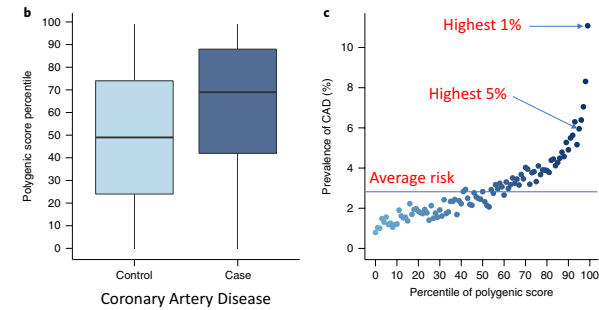 b
100
90
80
70
60
50
40
30
20
10
0
Polygenic score percentile
Control
Case
Coronary Artery Disease
c
Highest 1%
Highest 5%
Average risk
10
8
6
4
2
0
Prevalence of CAD (%)
0 10 20 30 40 50 60 70 80 90 100
Percentile of polygenic score